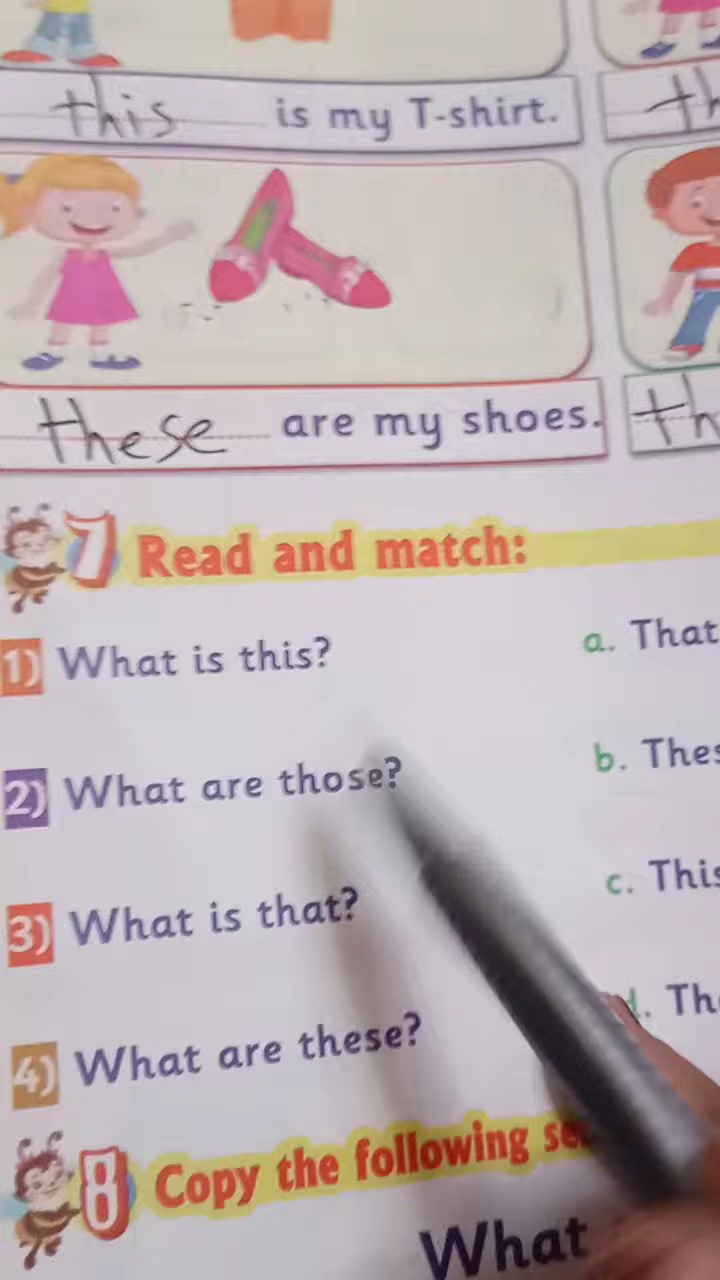 this is my T-shirt.
these are my shoes.
7 Read and match:
1) What is this?
a. That
2) What are those?
b.
3) What is that?
c. This
4) What are these?
8 Copy the following
What